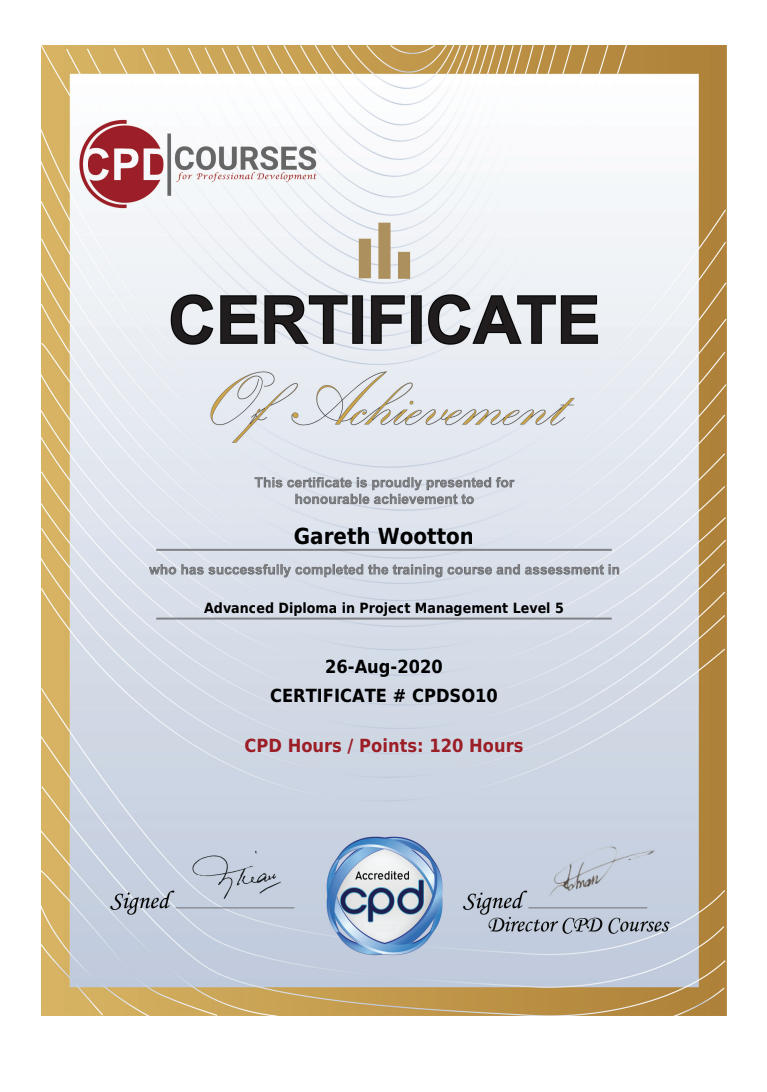 CPD COURSES
for Professional Development
CERTIFICATE
Of Achievement
This certificate is proudly presented for
honourable achievement to
Gareth Wootton
who has successfully completed the training course and assessment in
Advanced Diploma in Project Management Level 5
26-Aug-2020
CERTIFICATE # CPDSO10
CPD Hours / Points: 120 Hours
Accredited
cpd
Signed
Signed
Director CPD Courses